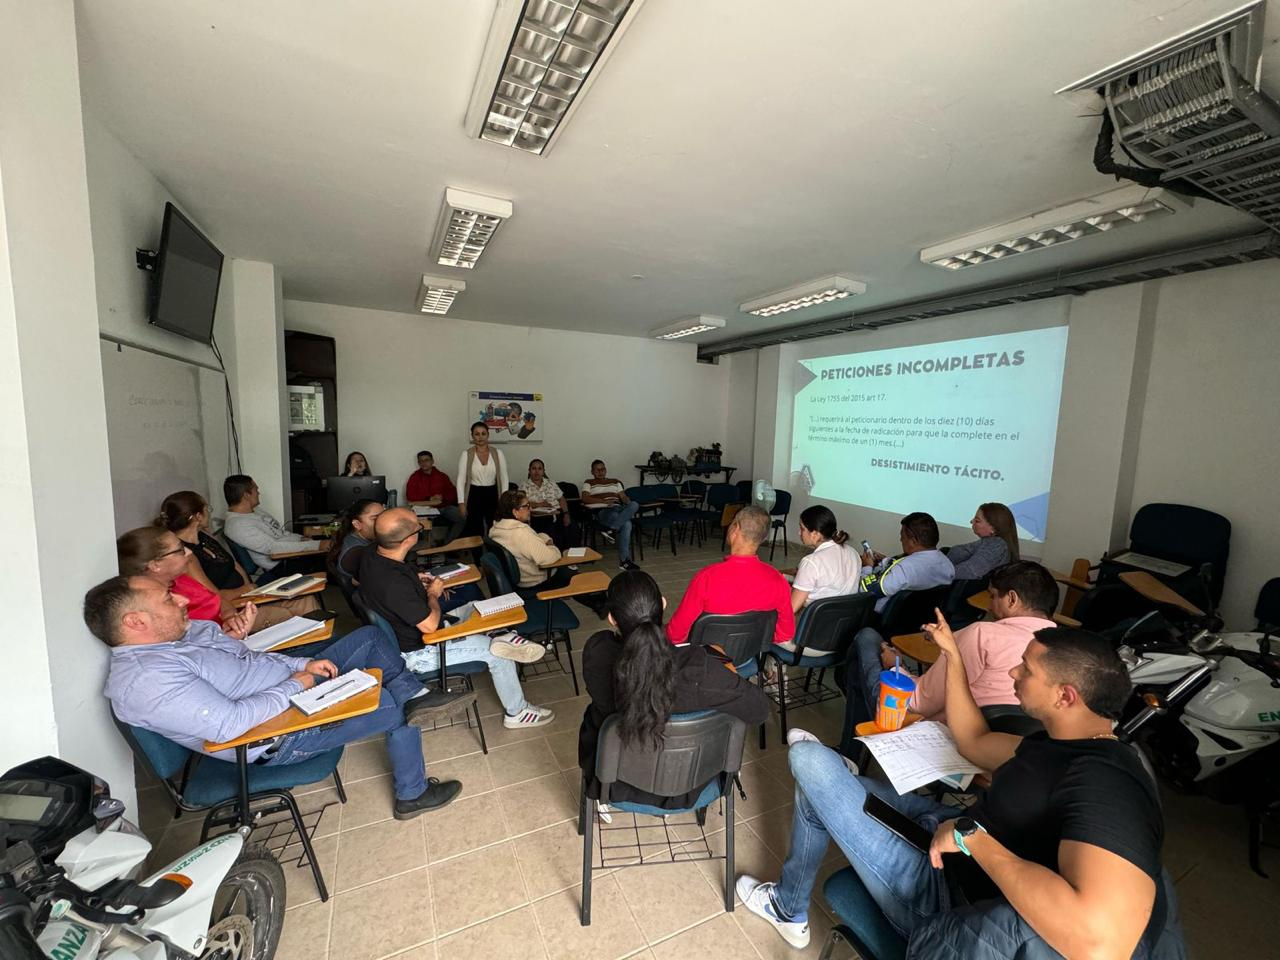 PETICIONES INCOMPLETAS
La Ley 1755 del 2015 art 17.
"(...) requerirá al peticionario dentro de los diez (10) días
siguientes a la fecha de radicación para que la complete en el
término máximo de un (1) mes.(...)
DESISTIMIENTO TÁCITO.